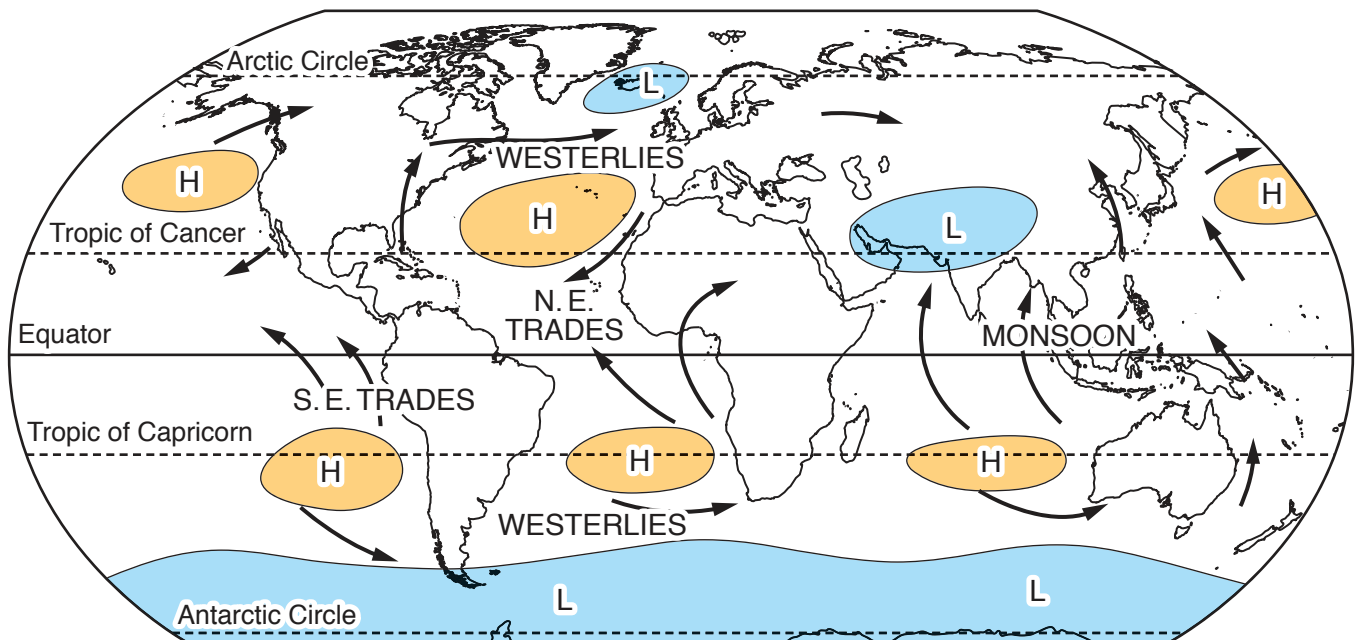 Arctic Circle
L
WESTERLIES
H
H
H
Tropic of Cancer
L
N. E.
TRADES
MONSOON
Equator
S. E. TRADES
Tropic of Capricorn
H
H
H
WESTERLIES
L
L
Antarctic Circle